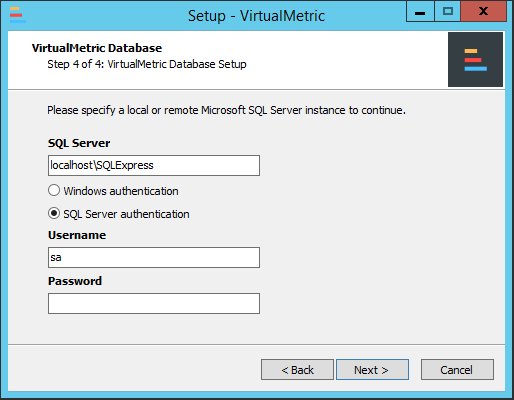 Setup - VirtualMetric
VirtualMetric Database
Step 4 of 4: VirtualMetric Database Setup
Please specify a local or remote Microsoft SQL Server instance to continue.
SQL Server
localhost\SQLExpress
Windows authentication
SQL Server authentication
Username
sa
Password
< Back Next > Cancel